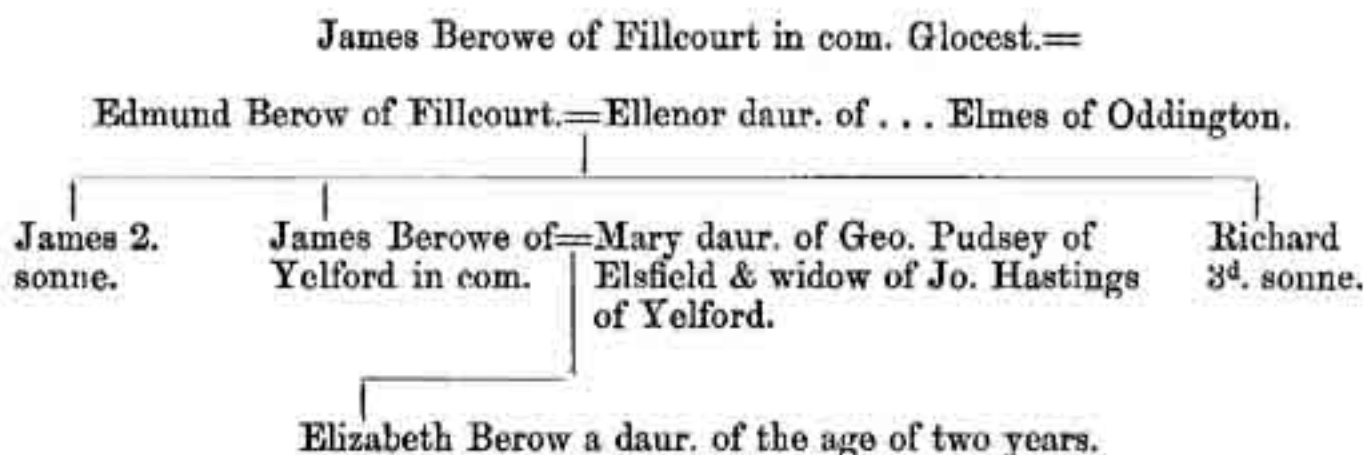 James Berowe of Fillcourt in com. Glocest.=
Edmund Berow of Fillcourt.=Ellenor daur. of . . . Elmes of Oddington.
James 2.
sonne.
James Berowe of=Mary daur. of Geo. Pudsey of
Yelford in com.
Elsfield & widow of Jo. Hastings
of Yelford.
Richard
3d. sonne.
Elizabeth Berow a daur. of the age of two years.